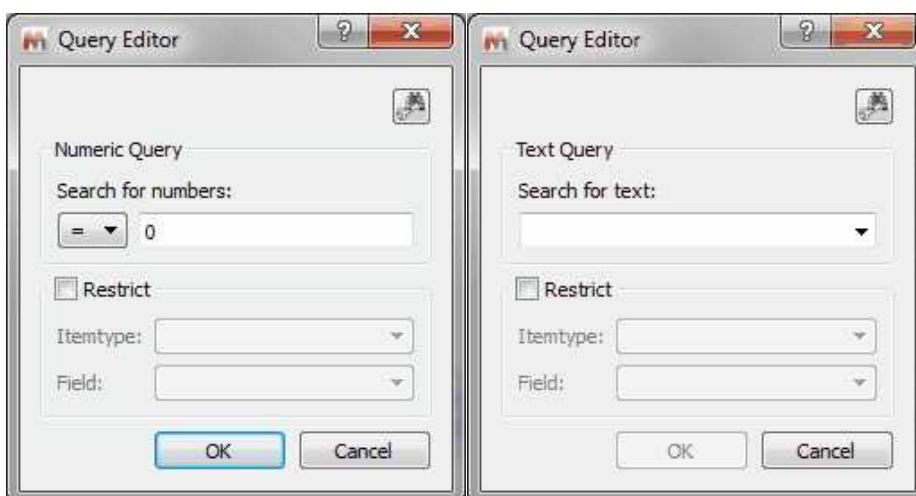 Query Editor
Numeric Query
Search for numbers:
= 0
Restrict
Itemtype:
Field:
OK Cancel
Query Editor
Text Query
Search for text:
Restrict
Itemtype:
Field:
OK Cancel